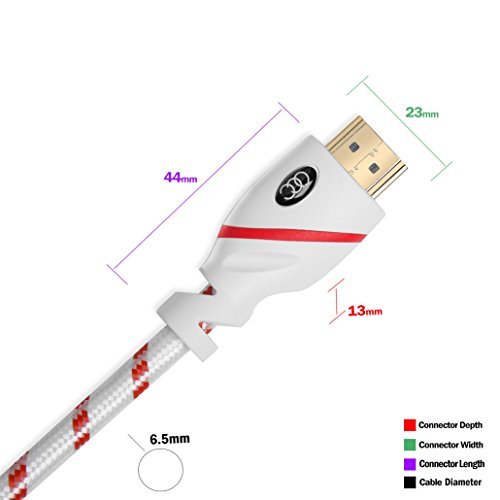 23mm
44mm
13mm
6.5mm
Connector Depth
Connector Width
Connector Length
Cable Diameter